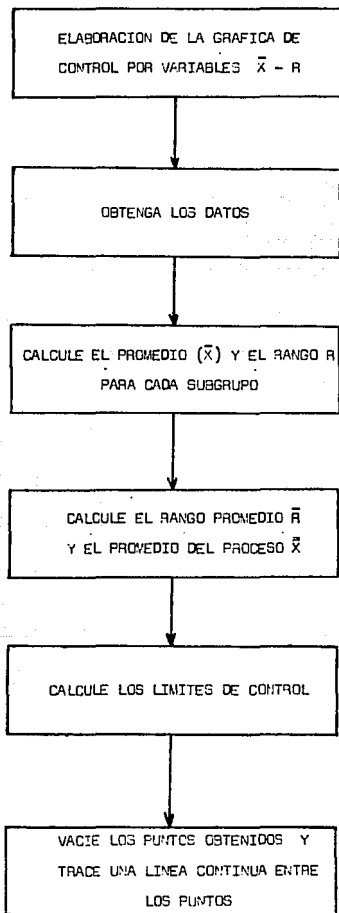 ELABORACION DE LA GRAFICA DE
CONTROL POR VARIABLES X̄ - R
OBTENGA LOS DATOS
CALCULE EL PROMEDIO (X̄) Y EL RANGO R
PARA CADA SUBGRUPO
CALCULE EL RANGO PROMEDIO R̄
Y EL PROMEDIO DEL PROCESO X̿
CALCULE LOS LIMITES DE CONTROL
VACIE LOS PUNTOS OBTENIDOS Y
TRACE UNA LINEA CONTINUA ENTRE
LOS PUNTOS